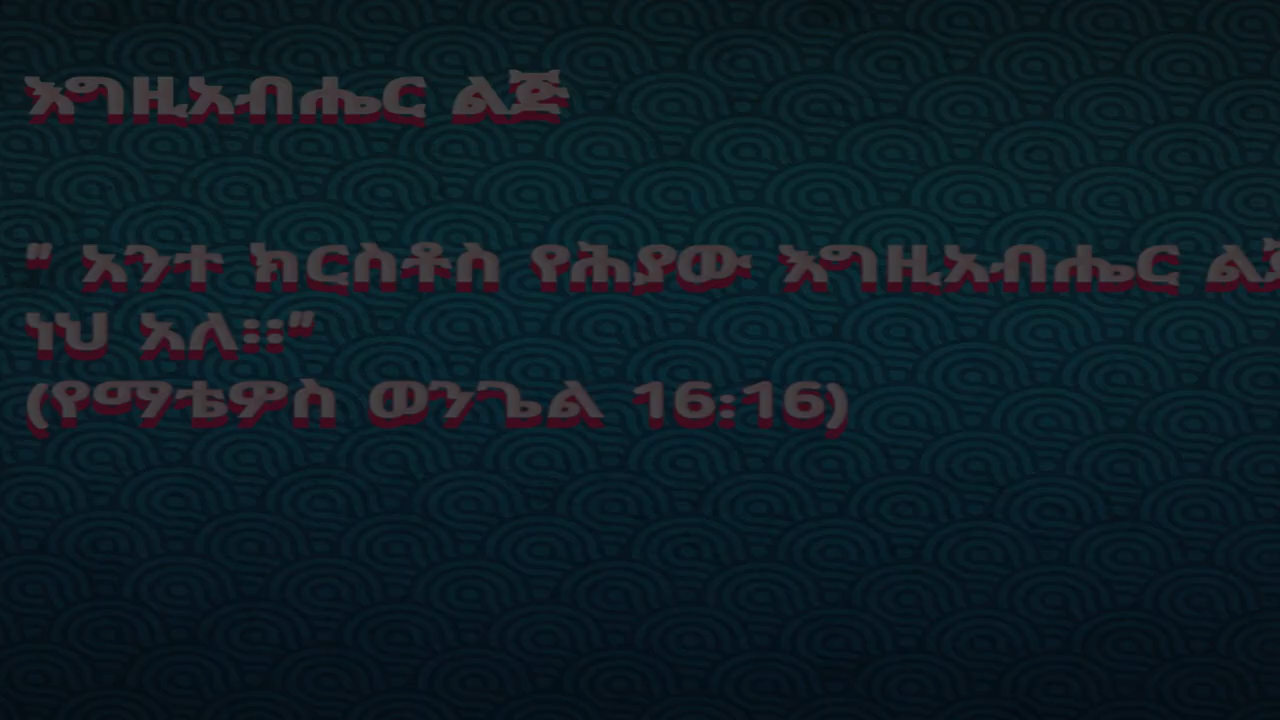 እግዚአብሔር ልጅ
" አንተ ክርስቶስ የሕያው እግዚአብሔር
ነህ አለ።"
(የማቴዎስ ወንጌል 16:16)